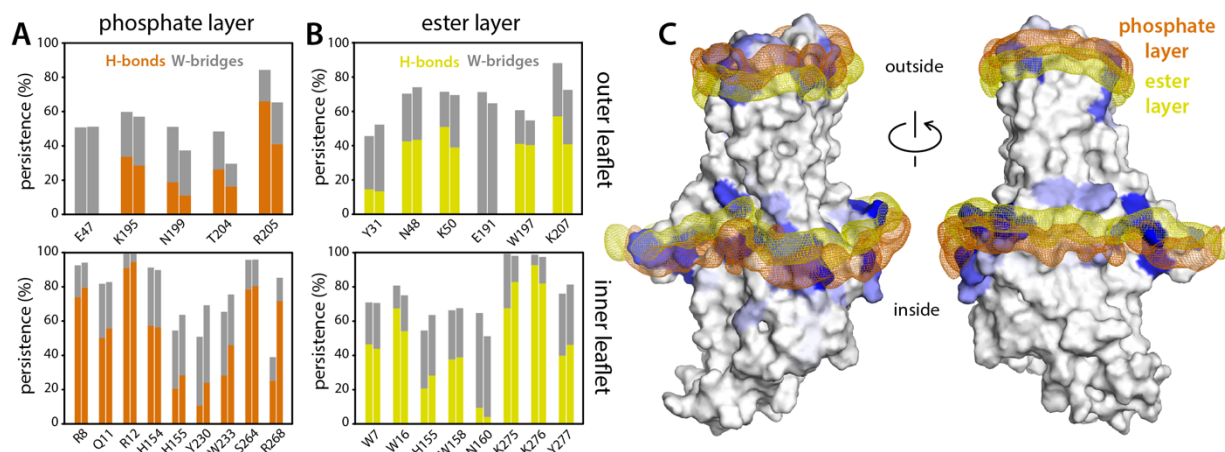 A
phosphate layer
persistence (%)
100
80
60
40
20
0
H-bonds W-bridges
E47
K195
N199
T204
R205
persistence (%)
100
80
60
40
20
0
R8
Q11
R12
H154
H155
Y230
W233
S264
R268
B
ester layer
persistence (%)
100
80
60
40
20
0
H-bonds W-bridges
Y31
N48
K50
E191
W197
K207
outer leaflet
persistence (%)
100
80
60
40
20
0
W7
W16
H155
W158
N160
K275
K276
Y277
inner leaflet
C
outside
inside
phosphate
layer
ester
layer